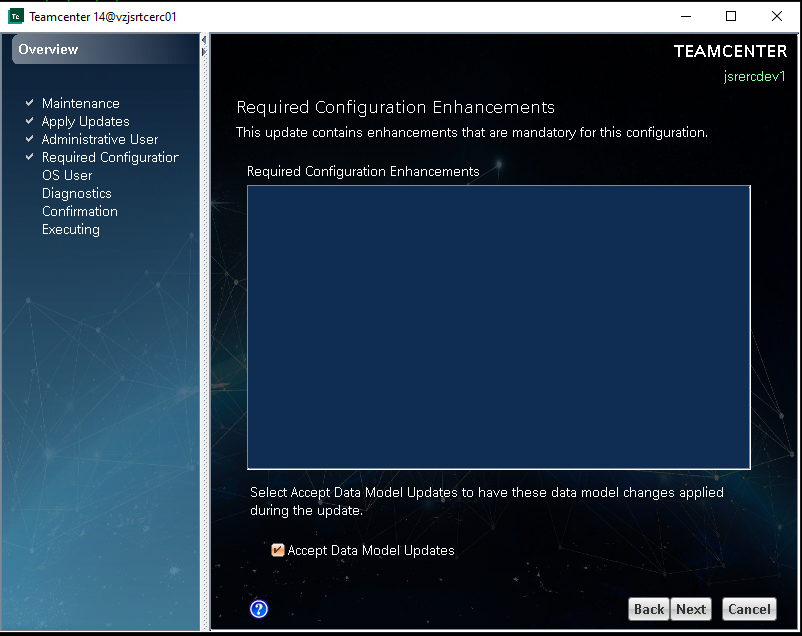 Teamcenter 14@vzjsrtcerc01
Overview
Maintenance
Apply Updates
Administrative User
Required Configuration
OS User
Diagnostics
Confirmation
Executing
TEAMCENTER
jsrercdev1
Required Configuration Enhancements
This update contains enhancements that are mandatory for this configuration.
Required Configuration Enhancements
Select Accept Data Model Updates to have these data model changes applied
during the update.
Accept Data Model Updates
?
Back Next Cancel